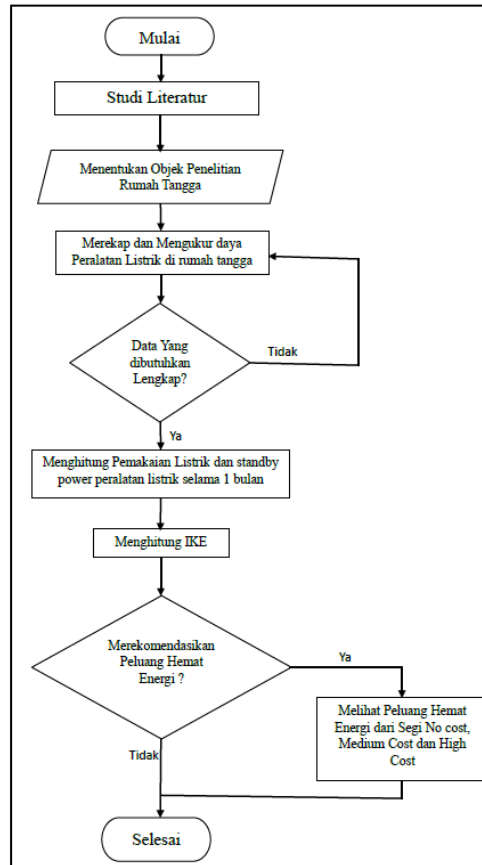 Mulai
Studi Literatur
Menentukan Objek Penelitian
Rumah Tangga
Merekap dan Mengukur daya
Peralatan Listrik di rumah tangga
Data Yang
dibutuhkan
Lengkap?
Tidak
Ya
Menghitung Pemakaian Listrik dan standby
power peralatan listrik selama 1 bulan
Menghitung IKE
Merekomendasikan
Peluang Hemat
Energi ?
Ya
Melihat Peluang Hemat
Energi dari Segi No cost,
Medium Cost dan High
Cost
Tidak
Selesai